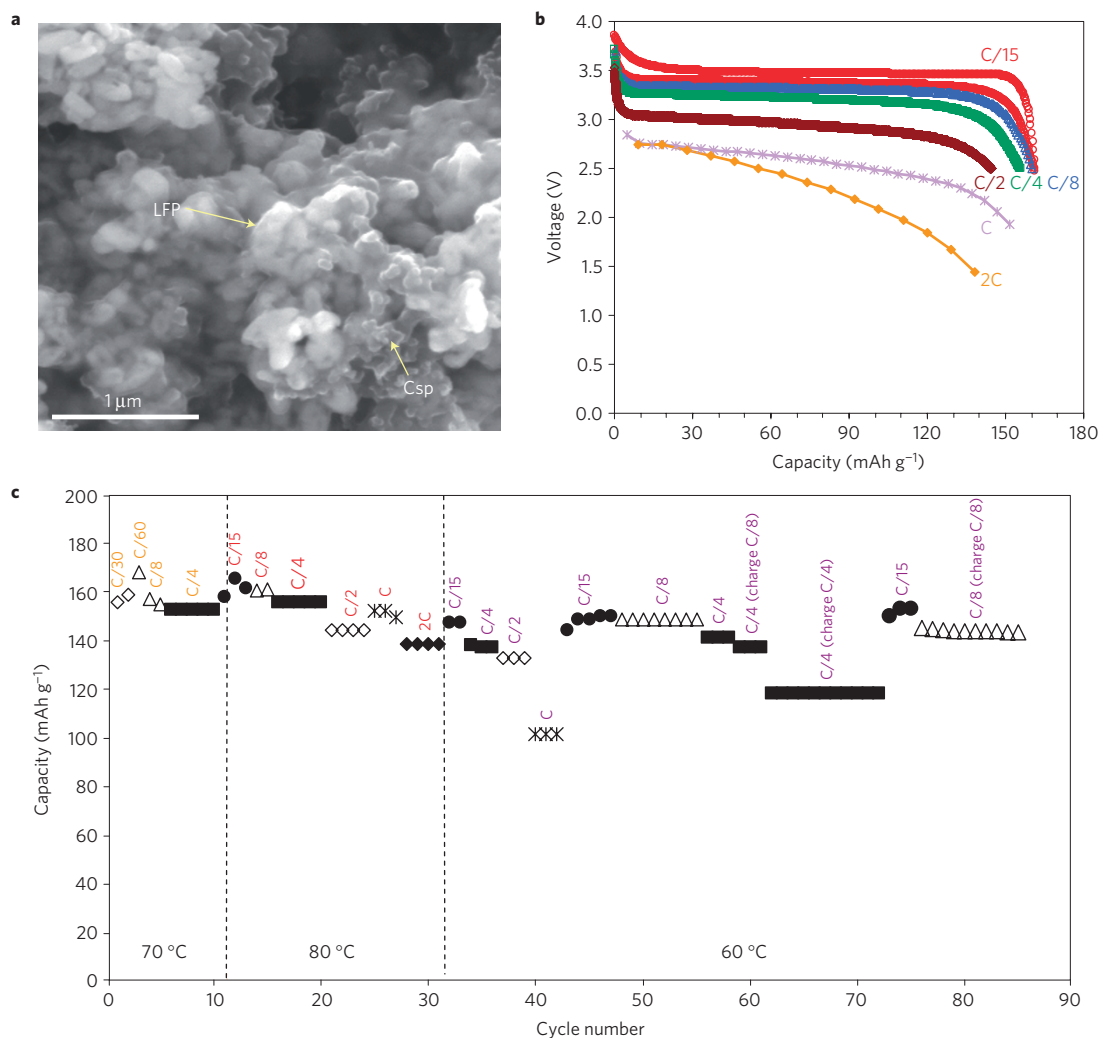 a
LFP
Csp
1 μm
b
4.0
3.5
3.0
2.5
2.0
1.5
1.0
0.5
0.0
Voltage (V)
C/15
C/2 C/4 C/8
C
2C
0 30 60 90 120 150 180
Capacity (mAh g⁻¹)
c
200
180
160
140
120
100
80
60
40
20
0
Capacity (mAh g⁻¹)
C/30
C/60
C/8
C/4
C/15
C/8
C/4
C/2
C
2C
C/15
C/4
C/2
C
C/15
C/8
C/4
C/4 (charge C/8)
C/4 (charge C/4)
C/15
C/8 (charge C/8)
70 °C
80 °C
60 °C
0 10 20 30 40 50 60 70 80 90
Cycle number